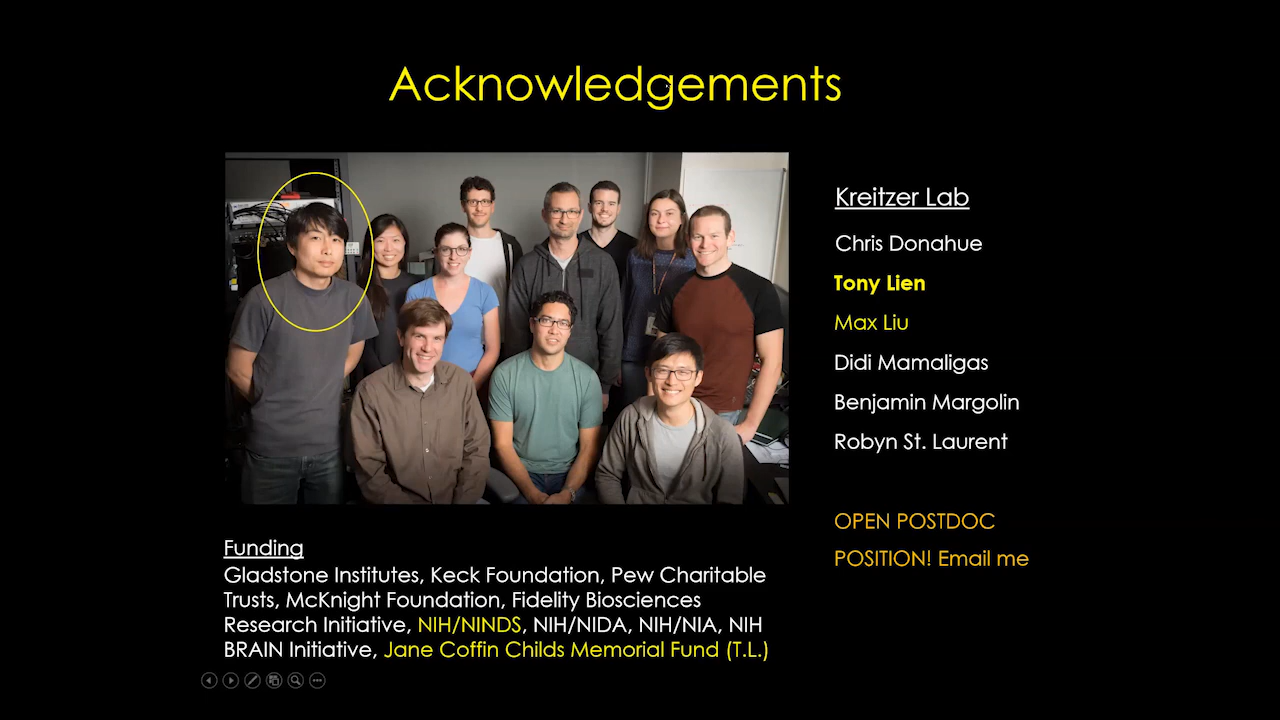 Acknowledgements
Kreitzer Lab
Chris Donahue
Tony Lien
Max Liu
Didi Mamaligas
Benjamin Margolin
Robyn St. Laurent
OPEN POSTDOC
POSITION! Email me
Funding
Gladstone Institutes, Keck Foundation, Pew Charitable
Trusts, McKnight Foundation, Fidelity Biosciences
Research Initiative, NIH/NINDS, NIH/NIDA, NIH/NIA, NIH
BRAIN Initiative, Jane Coffin Childs Memorial Fund (T.L.)